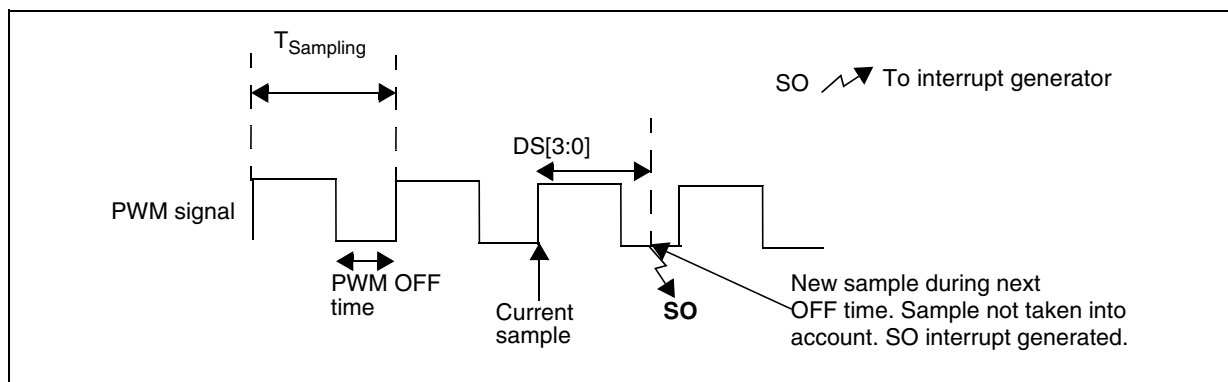 TSampling
SO To interrupt generator
DS[3:0]
PWM signal
PWM OFF
time
Current
sample
SO
New sample during next
OFF time. Sample not taken into
account. SO interrupt generated.